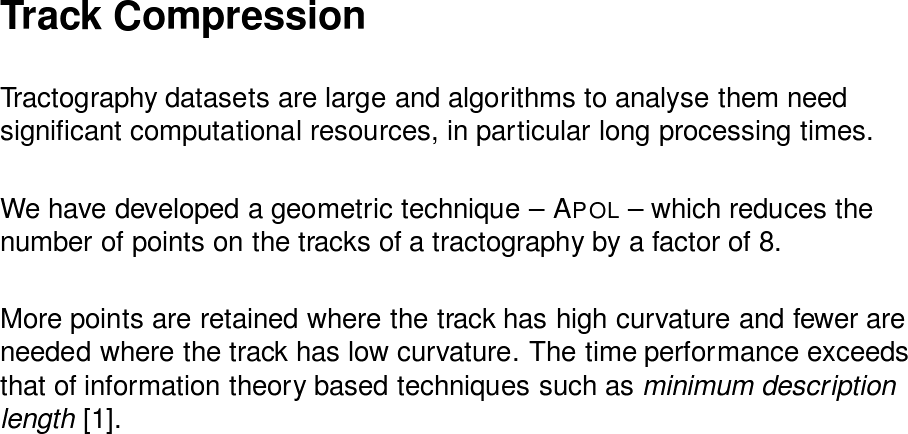 Track Compression
Tractography datasets are large and algorithms to analyse them need
significant computational resources, in particular long processing times.
We have developed a geometric technique – APOL – which reduces the
number of points on the tracks of a tractography by a factor of 8.
More points are retained where the track has high curvature and fewer are
needed where the track has low curvature. The time performance exceeds
that of information theory based techniques such as minimum description
length [1].